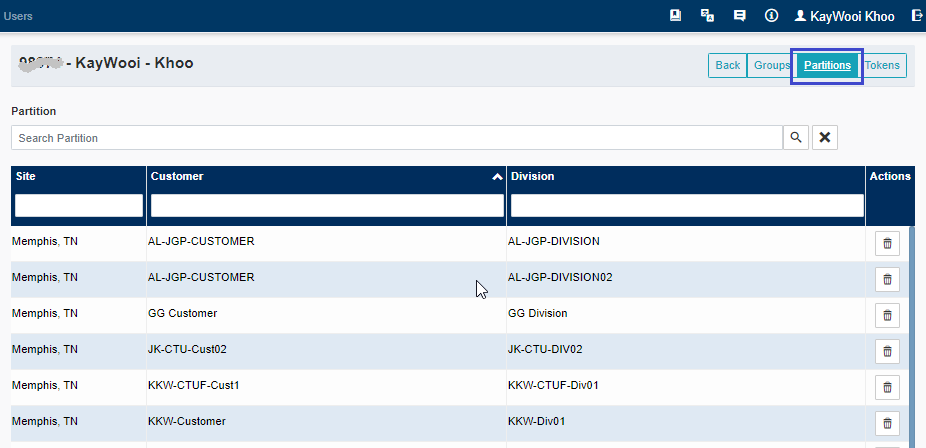 Users
KayWooi Khoo
- KayWooi - Khoo
Back Groups Partitions Tokens
Partition
Search Partition
Site Customer Division Actions
Memphis, TN AL-JGP-CUSTOMER AL-JGP-DIVISION
Memphis, TN AL-JGP-CUSTOMER AL-JGP-DIVISION02
Memphis, TN GG Customer GG Division
Memphis, TN JK-CTU-Cust02 JK-CTU-DIV02
Memphis, TN KKW-CTUF-Cust1 KKW-CTUF-Div01
Memphis, TN KKW-Customer KKW-Div01